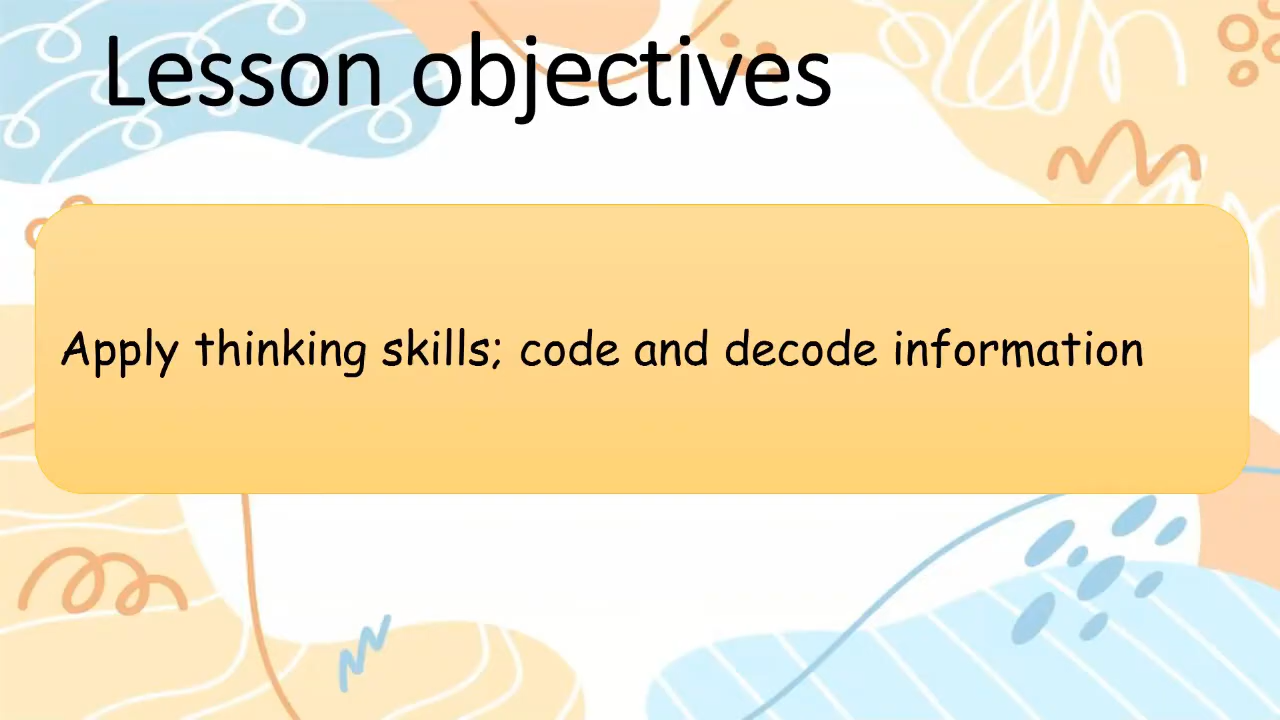 Lesson objectives
Apply thinking skills; code and decode information